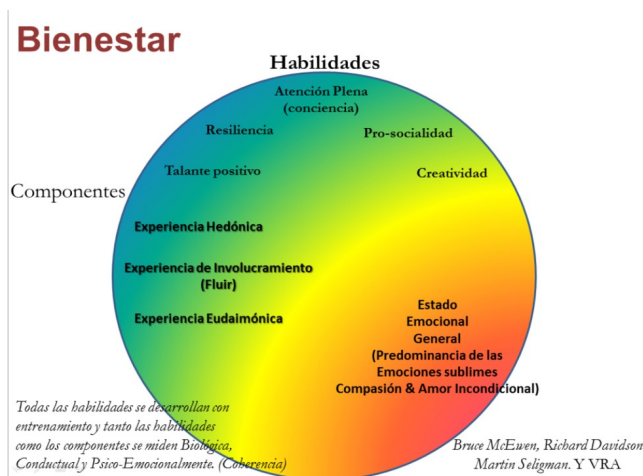 Bienestar
Habilidades
Atención Plena
(conciencia)
Resiliencia
Pro-socialidad
Talante positivo
Creatividad
Componentes
Experiencia Hedónica
Experiencia de Involucramiento
(Fluir)
Experiencia Eudaimónica
Estado
Emocional
General
(Predominancia de las
Emociones sublimes
Compasión & Amor Incondicional)
Todas las habilidades se desarrollan con
entrenamiento y tanto las habilidades
como los componentes se miden Biológica,
Conductual y Psico-Emocionalmente. (Coherencia)
Bruce McEwen, Richard Davidson
Martin Seligman. Y VRA